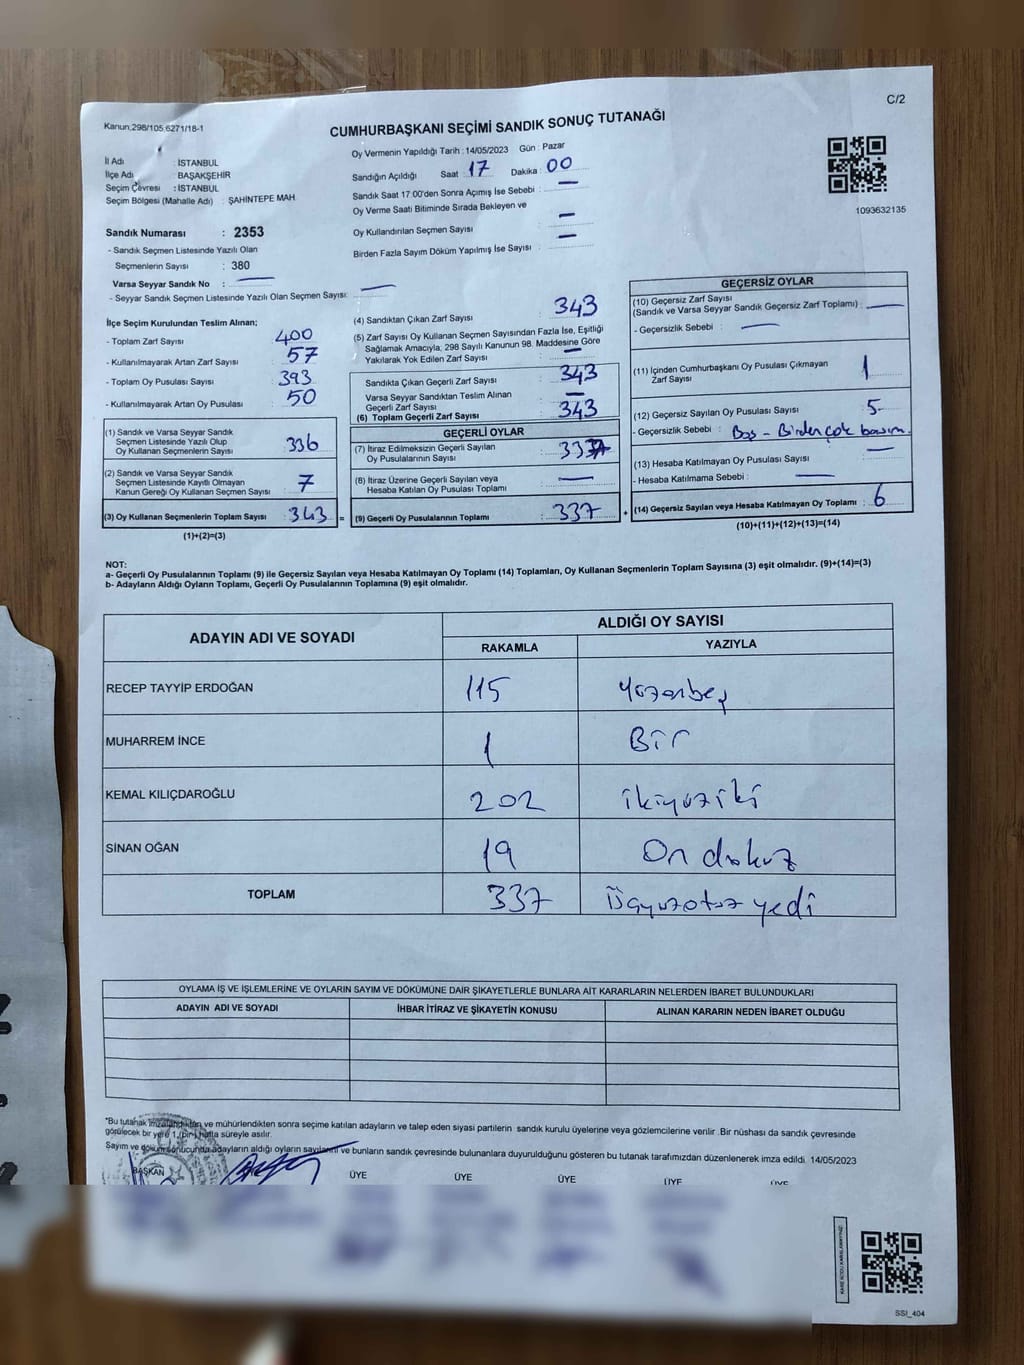 C/2
Kanun:298/105:6271/18-1
CUMHURBAŞKANI SEÇİMİ SANDIK SONUÇ TUTANAĞI
İl Adı : İSTANBUL
İlçe Adı : BAŞAKŞEHİR
Seçim Çevresi : İSTANBUL
Seçim Bölgesi (Mahalle Adı) : ŞAHİNTEPE MAH.
Oy Vermenin Yapıldığı Tarih : 14/05/2023 Gün : Pazar
Sandığın Açıldığı Saat : 17 Dakika : 00
Sandık Saat 17.00'den Sonra Açımış İse Sebebi : —
Oy Verme Saati Bitiminde Sırada Bekleyen ve
Oy Kullandırılan Seçmen Sayısı : —
Birden Fazla Sayım Döküm Yapılmış İse Sayısı : —
1093632135
Sandık Numarası : 2353
- Sandık Seçmen Listesinde Yazılı Olan
Seçmenlerin Sayısı : 380
Varsa Seyyar Sandık No : —
- Seyyar Sandık Seçmen Listesinde Yazılı Olan Seçmen Sayısı: —
İlçe Seçim Kurulundan Teslim Alınan;
- Toplam Zarf Sayısı : 400
- Kullanılmayarak Artan Zarf Sayısı : 57
- Toplam Oy Pusulası Sayısı : 393
- Kullanılmayarak Artan Oy Pusulası : 50
(1) Sandık ve Varsa Seyyar Sandık
Seçmen Listesinde Yazılı Olup
Oy Kullanan Seçmenlerin Sayısı : 336
(2) Sandık ve Varsa Seyyar Sandık
Seçmen Listesinde Kayıtlı Olmayan
Kanun Gereği Oy Kullanan Seçmen Sayısı : 7
(3) Oy Kullanan Seçmenlerin Toplam Sayısı : 343 =
(1)+(2)=(3)
(4) Sandıktan Çıkan Zarf Sayısı : 343
(5) Zarf Sayısı Oy Kullanan Seçmen Sayısından Fazla İse, Eşitliği
Sağlamak Amacıyla; 298 Sayılı Kanunun 98. Maddesine Göre
Yakılarak Yok Edilen Zarf Sayısı : —
Sandıkta Çıkan Geçerli Zarf Sayısı : 343
Varsa Seyyar Sandıktan Teslim Alınan
Geçerli Zarf Sayısı : —
(6) Toplam Geçerli Zarf Sayısı : 343
GEÇERLİ OYLAR
(7) İtiraz Edilmeksizin Geçerli Sayılan
Oy Pusulalarının Sayısı : 337
(8) İtiraz Üzerine Geçerli Sayılan veya
Hesaba Katılan Oy Pusulası Toplamı : —
(9) Geçerli Oy Pusulalarının Toplamı : 337 +
GEÇERSİZ OYLAR
(10) Geçersiz Zarf Sayısı
(Sandık ve Varsa Seyyar Sandık Geçersiz Zarf Toplamı) : —
- Geçersizlik Sebebi : —
(11) İçinden Cumhurbaşkanı Oy Pusulası Çıkmayan
Zarf Sayısı : 1
(12) Geçersiz Sayılan Oy Pusulası Sayısı : 5
- Geçersizlik Sebebi : Boş - Birden çok basım.
(13) Hesaba Katılmayan Oy Pusulası Sayısı : —
- Hesaba Katılmama Sebebi : —
(14) Geçersiz Sayılan veya Hesaba Katılmayan Oy Toplamı : 6
(10)+(11)+(12)+(13)=(14)
NOT:
a- Geçerli Oy Pusulalarının Toplamı (9) ile Geçersiz Sayılan veya Hesaba Katılmayan Oy Toplamı (14) Toplamları, Oy Kullanan Seçmenlerin Toplam Sayısına (3) eşit olmalıdır. (9)+(14)=(3)
b- Adayların Aldığı Oyların Toplamı, Geçerli Oy Pusulalarının Toplamına (9) eşit olmalıdır.
ADAYIN ADI VE SOYADI
ALDIĞI OY SAYISI
RAKAMLA YAZIYLA
RECEP TAYYİP ERDOĞAN 115 Yüzonbeş
MUHARREM İNCE 1 Bir
KEMAL KILIÇDAROĞLU 202 ikiyüziki
SİNAN OĞAN 19 On dokuz
TOPLAM 337 Üçyüzotuz yedi
OYLAMA İŞ VE İŞLEMLERİNE VE OYLARIN SAYIM VE DÖKÜMÜNE DAİR ŞİKAYETLERLE BUNLARA AİT KARARLARIN NELERDEN İBARET BULUNDUKLARI
ADAYIN ADI VE SOYADI İHBAR İTİRAZ VE ŞİKAYETİN KONUSU ALINAN KARARIN NEDEN İBARET OLDUĞU
*Bu tutanak imzalandıktan ve mühürlendikten sonra seçime katılan adayların ve talep eden siyasi partilerin sandık kurulu üyelerine veya gözlemcilerine verilir. Bir nüshası da sandık çevresinde
görülecek bir yere 1 (bir) hafta süreyle asılır.
Sayım ve döküm sonucunda adayların aldığı oyların sayılarını ve bunların sandık çevresinde bulunanlara duyurulduğunu gösteren bu tutanak tarafımızdan düzenlenerek imza edildi. 14/05/2023
BAŞKAN ÜYE ÜYE ÜYE ÜYE ÜYE
SSI_404